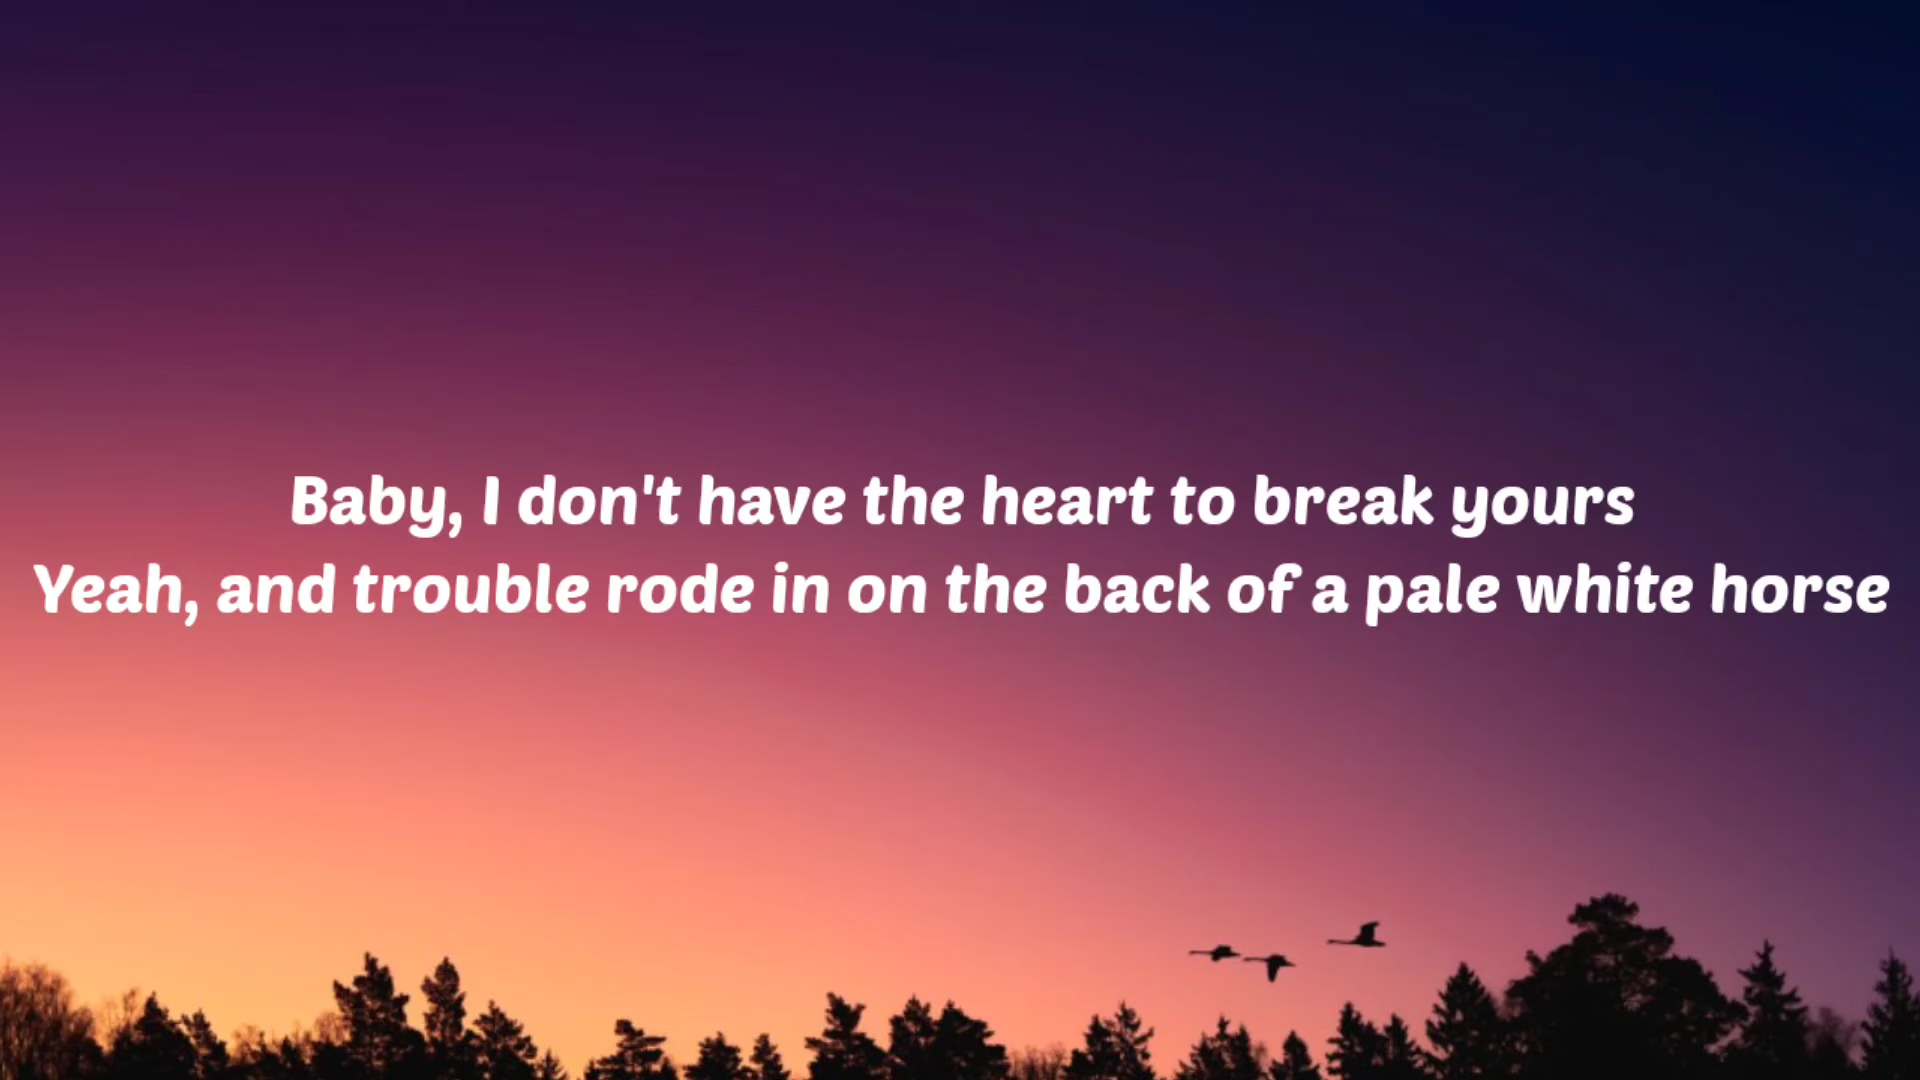 Baby, I don't have the heart to break yours
Yeah, and trouble rode in on the back of a pale white horse